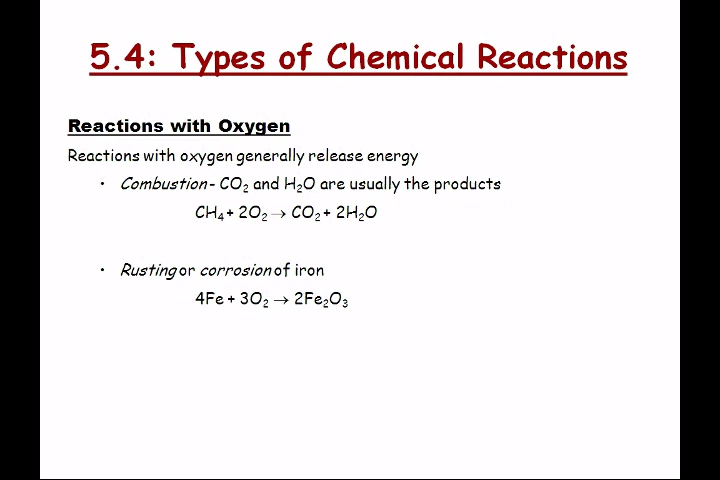 5.4: Types of Chemical Reactions
Reactions with Oxygen
Reactions with oxygen generally release energy
• Combustion- CO₂ and H₂O are usually the products
CH₄ + 2O₂ → CO₂ + 2H₂O
• Rusting or corrosion of iron
4Fe + 3O₂ → 2Fe₂O₃